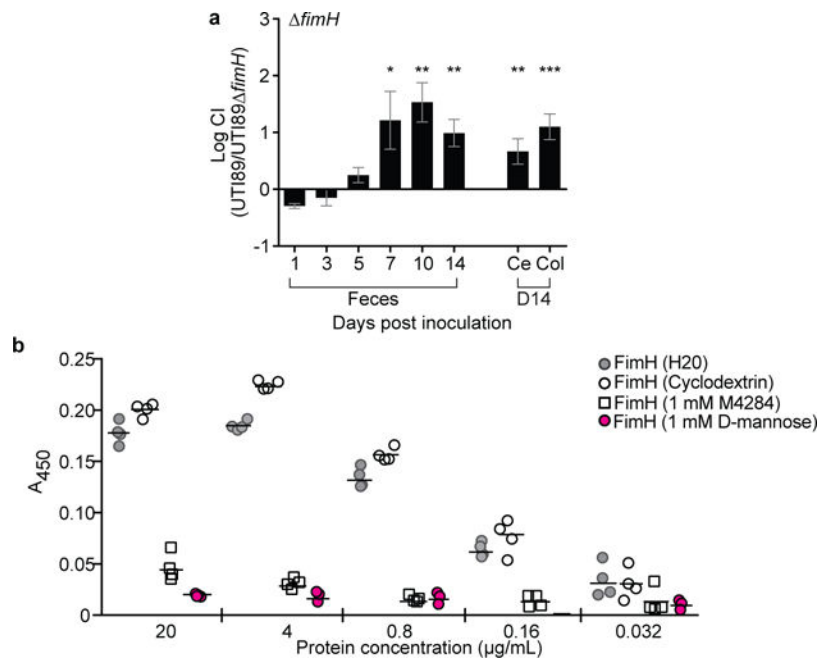 a
ΔfimH
Log CI
(UTI89/UTI89ΔfimH)
3
2
1
0
-1
* ** ** ** ***
1 3 5 7 10 14 Ce Col
Feces D14
Days post inoculation
b
FimH (H20)
FimH (Cyclodextrin)
FimH (1 mM M4284)
FimH (1 mM D-mannose)
A450
0.25
0.20
0.15
0.10
0.05
0
20 4 0.8 0.16 0.032
Protein concentration (µg/mL)